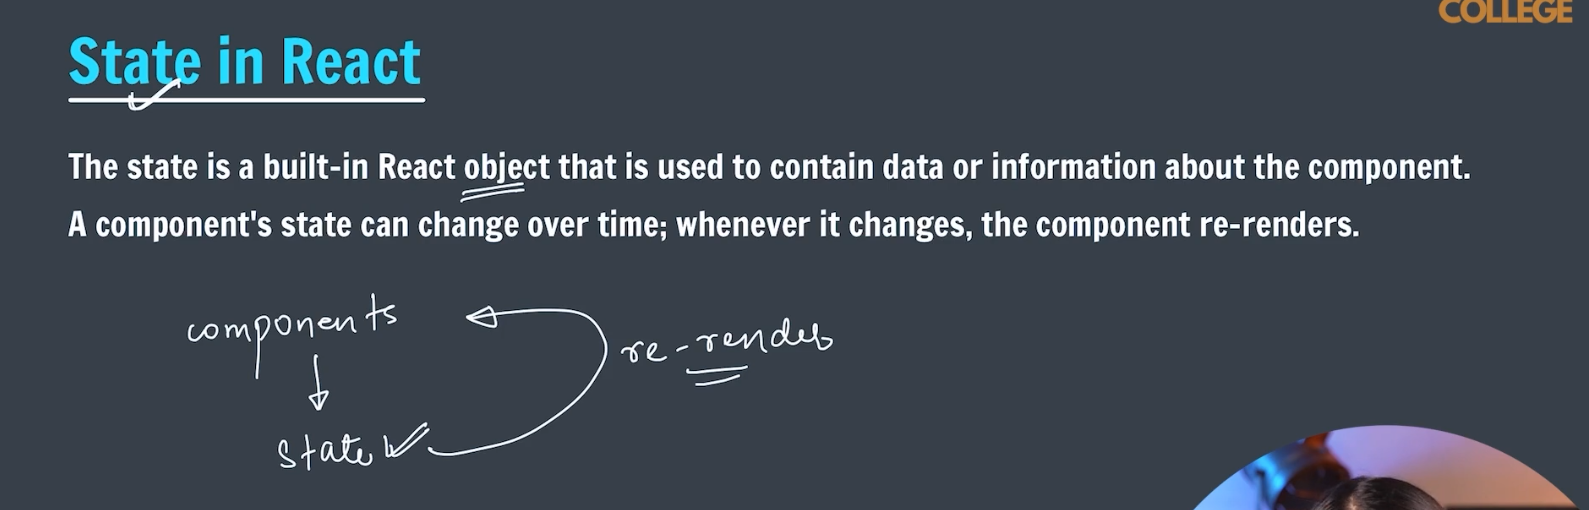 COLLEGE
State in React
The state is a built-in React object that is used to contain data or information about the component.
A component's state can change over time; whenever it changes, the component re-renders.
components
re-render
state